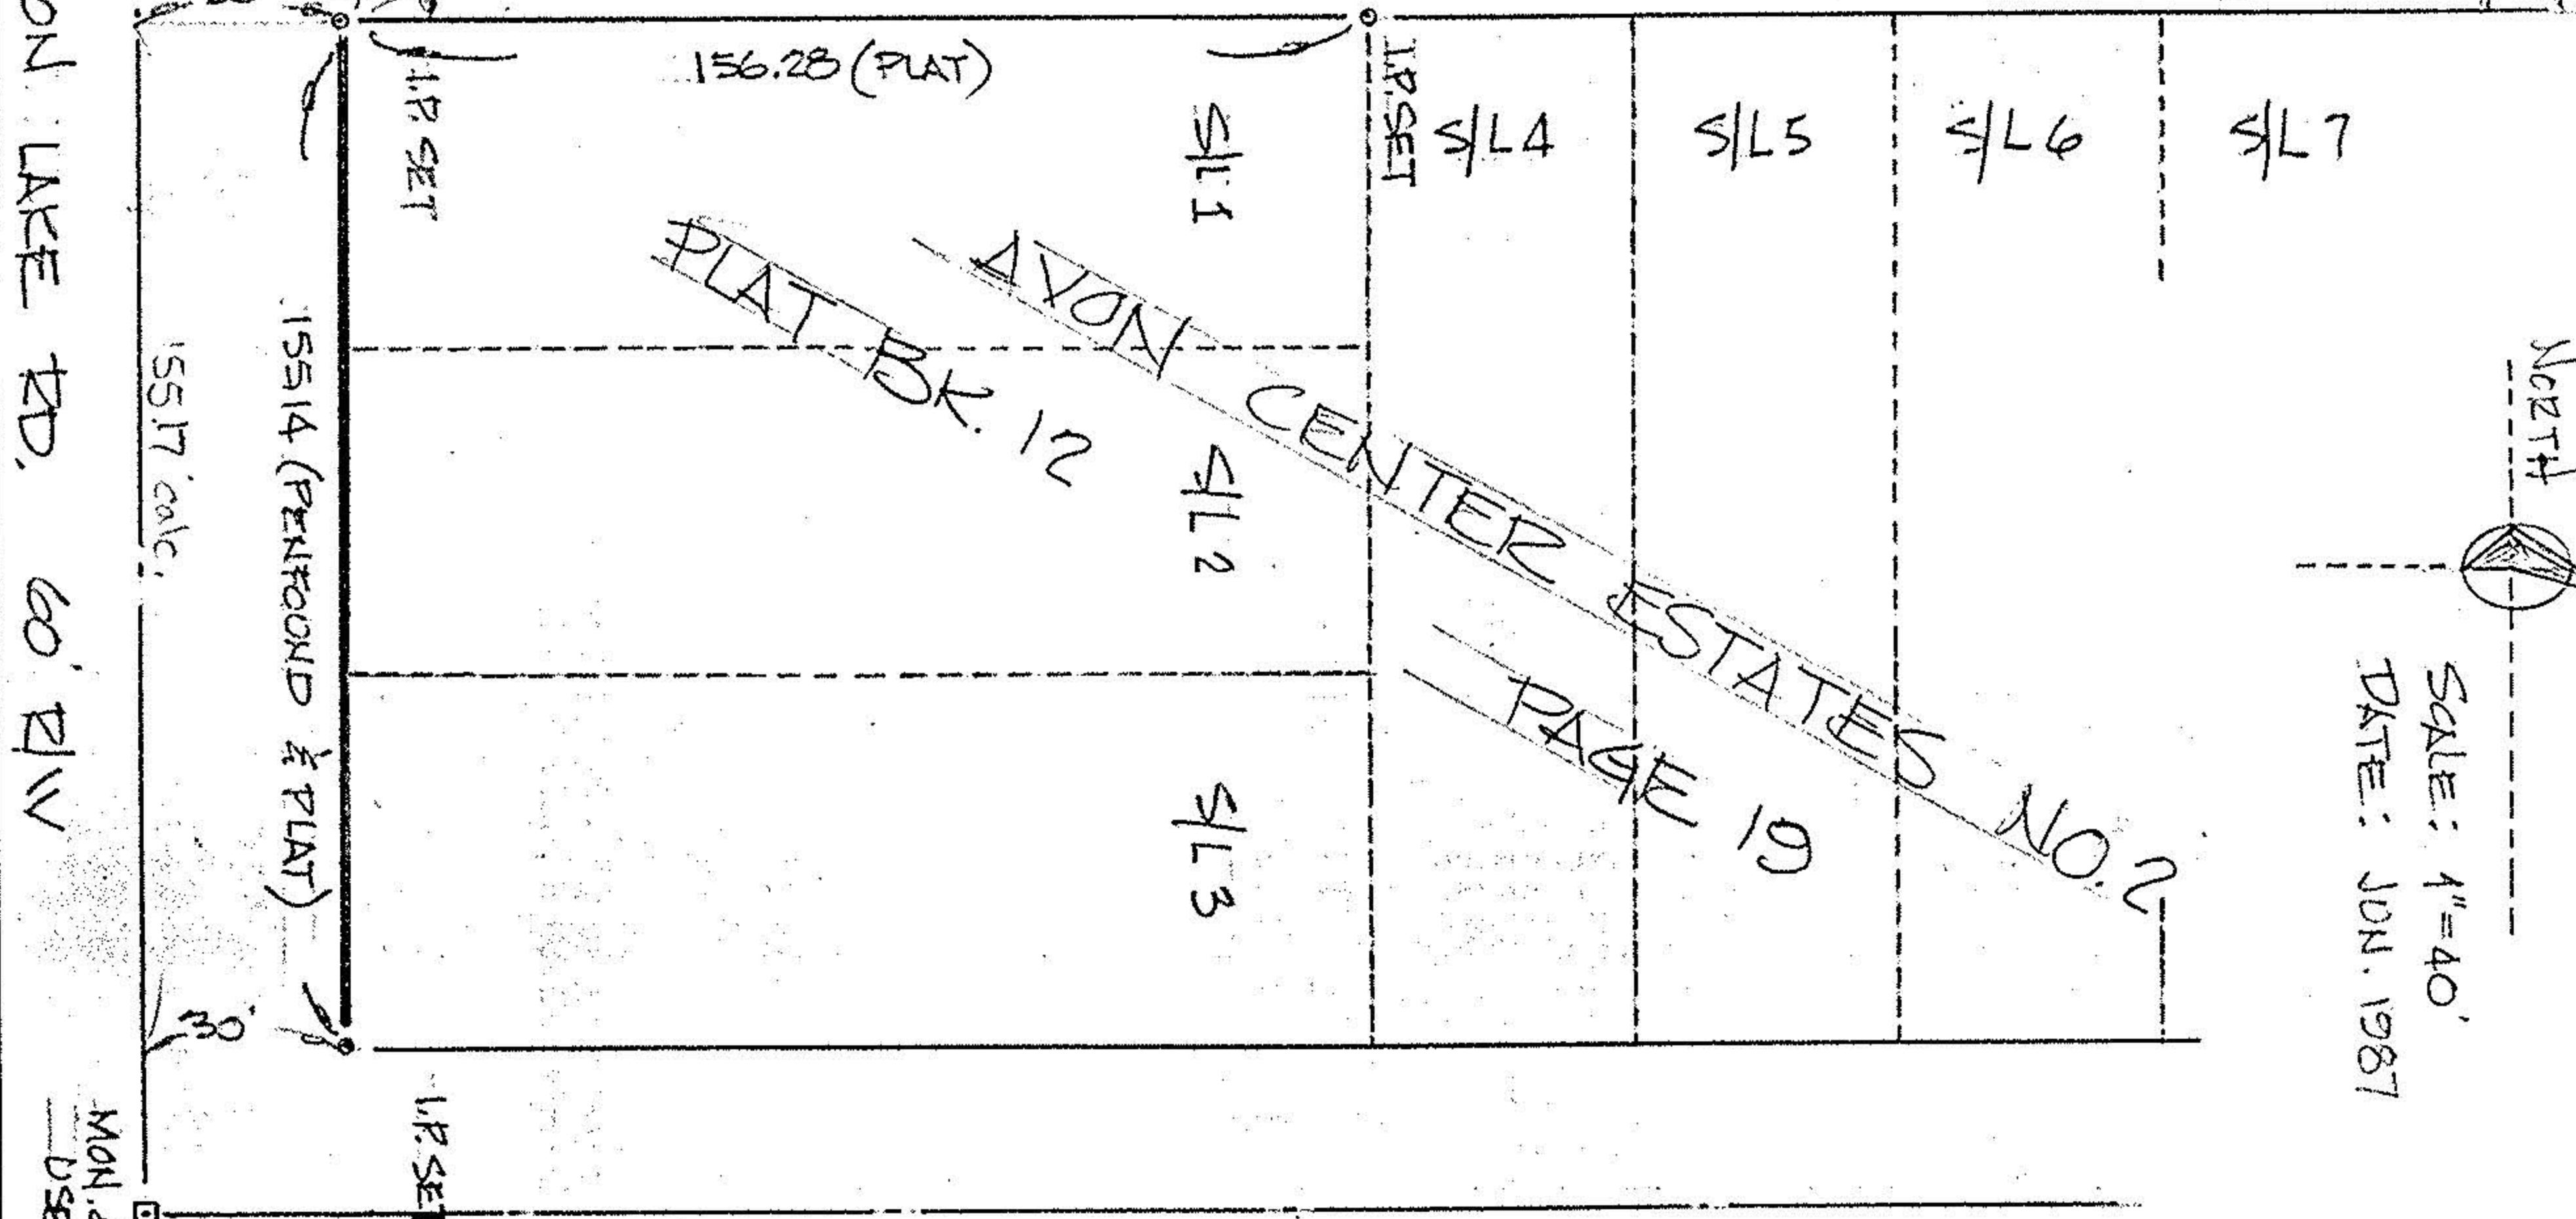 LAKE RD. 60' R/W
155.17' calc.
155.14 (PER FOUND & PLAT)
30'
I.P. SET
156.28 (PLAT)
I.P. SET
S/L 1
S/L 2
S/L 3
S/L 4
S/L 5
S/L 6
S/L 7
AVON CENTER ESTATES NO. 2
PLAT BK. 12
PAGE 19
NORTH
SCALE: 1"=40'
DATE: JUN. 1987
I.P. SET
MON.